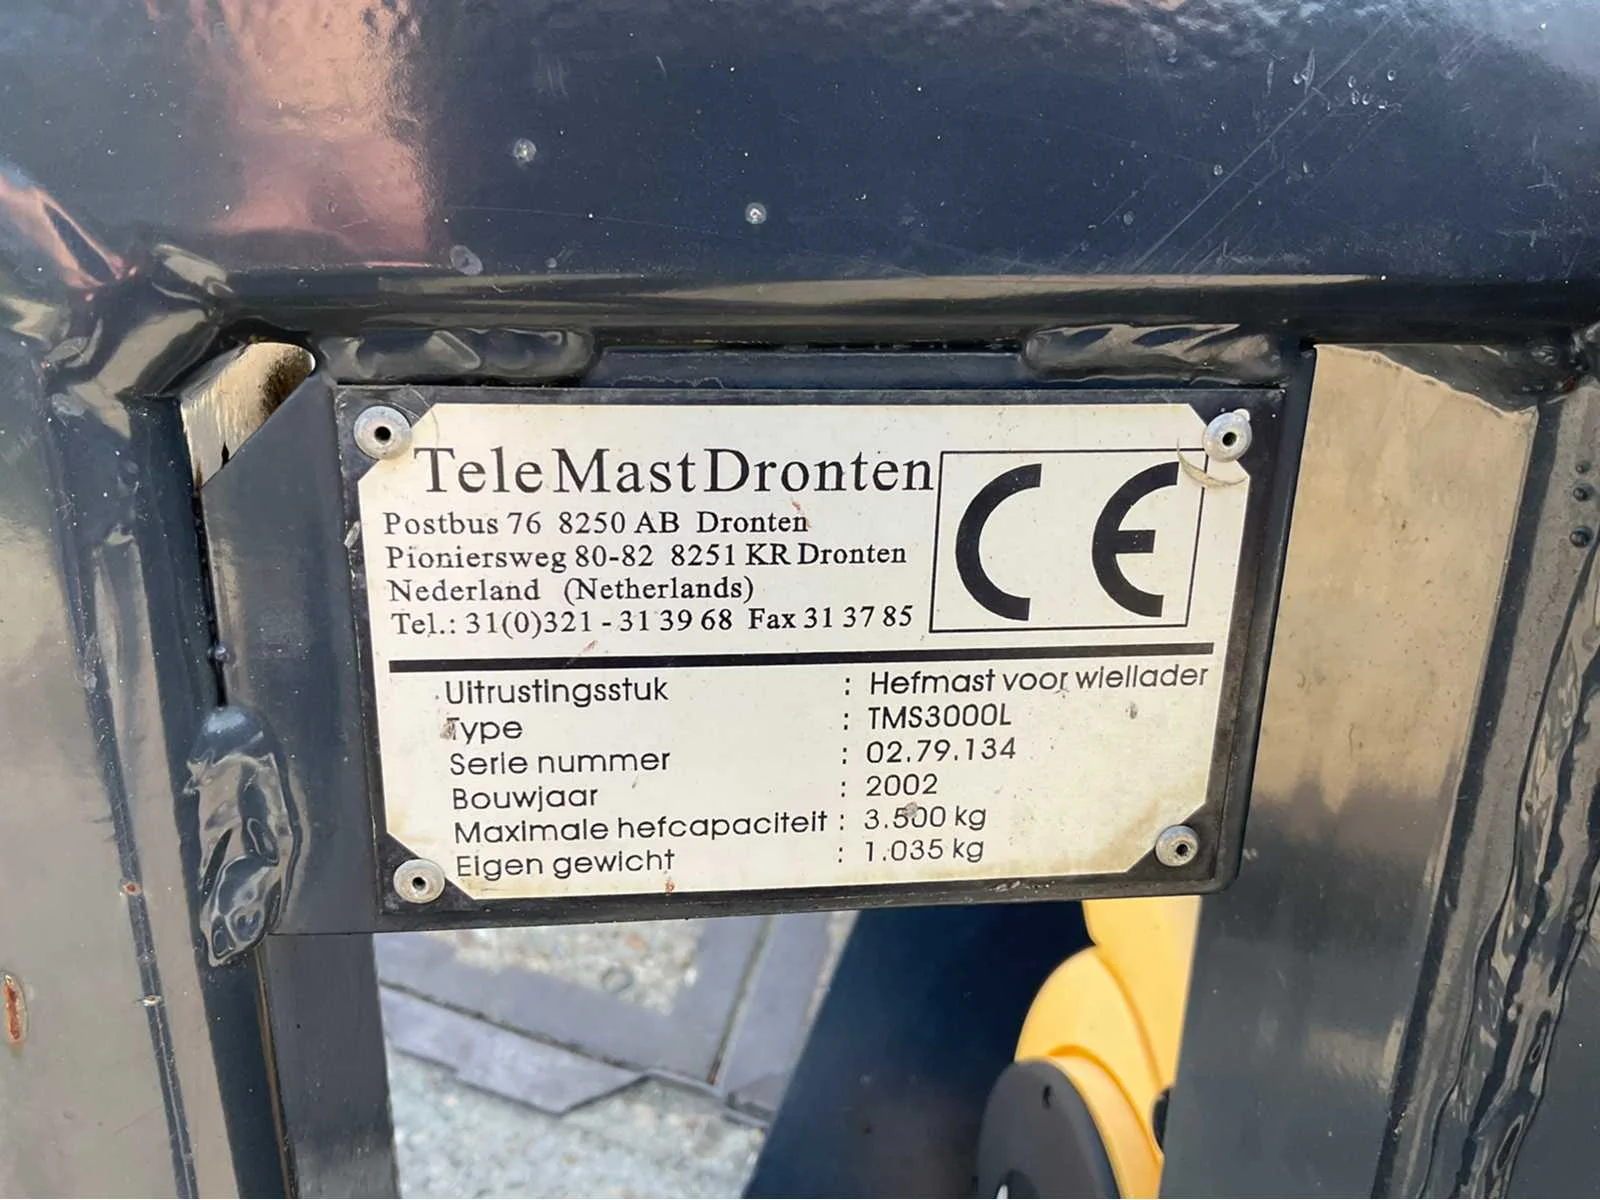 TeleMastDronten
CE
Postbus 76 8250 AB Dronten
Pioniersweg 80-82 8251 KR Dronten
Nederland (Netherlands)
Tel.: 31(0)321 - 31 39 68 Fax 31 37 85
Uitrustingsstuk : Hefmast voor wiellader
Type : TMS3000L
Serie nummer : 02.79.134
Bouwjaar : 2002
Maximale hefcapaciteit : 3.500 kg
Eigen gewicht : 1.035 kg